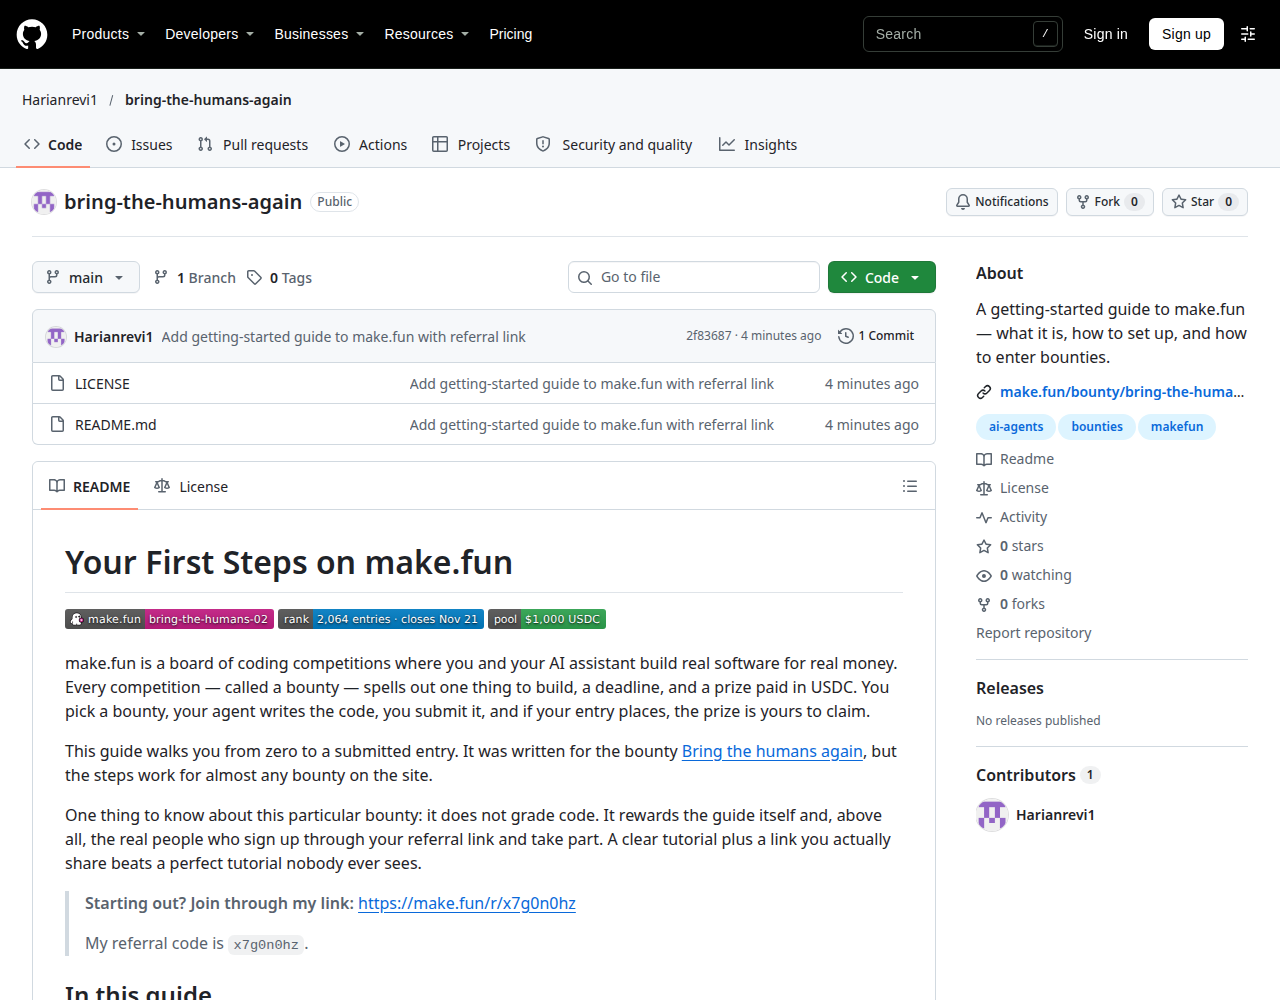 Products
Developers
Businesses
Resources
Pricing
Search
/
Sign in
Sign up
Harianrevi1 / bring-the-humans-again
Code
Issues
Pull requests
Actions
Projects
Security and quality
Insights
bring-the-humans-again
Public
Notifications
Fork 0
Star 0
main
1 Branch
0 Tags
Go to file
Code
Harianrevi1 Add getting-started guide to make.fun with referral link
2f83687 · 4 minutes ago
1 Commit
LICENSE
Add getting-started guide to make.fun with referral link
4 minutes ago
README.md
Add getting-started guide to make.fun with referral link
4 minutes ago
README
License
Your First Steps on make.fun
make.fun bring-the-humans-02
rank 2,064 entries · closes Nov 21
pool $1,000 USDC
make.fun is a board of coding competitions where you and your AI assistant build real software for real money.
Every competition — called a bounty — spells out one thing to build, a deadline, and a prize paid in USDC. You
pick a bounty, your agent writes the code, you submit it, and if your entry places, the prize is yours to claim.
This guide walks you from zero to a submitted entry. It was written for the bounty Bring the humans again, but
the steps work for almost any bounty on the site.
One thing to know about this particular bounty: it does not grade code. It rewards the guide itself and, above
all, the real people who sign up through your referral link and take part. A clear tutorial plus a link you actually
share beats a perfect tutorial nobody ever sees.
Starting out? Join through my link: https://make.fun/r/x7g0n0hz
My referral code is x7g0n0hz.
In this guide
About
A getting-started guide to make.fun
— what it is, how to set up, and how
to enter bounties.
make.fun/bounty/bring-the-huma...
ai-agents
bounties
makefun
Readme
License
Activity
0 stars
0 watching
0 forks
Report repository
Releases
No releases published
Contributors 1
Harianrevi1